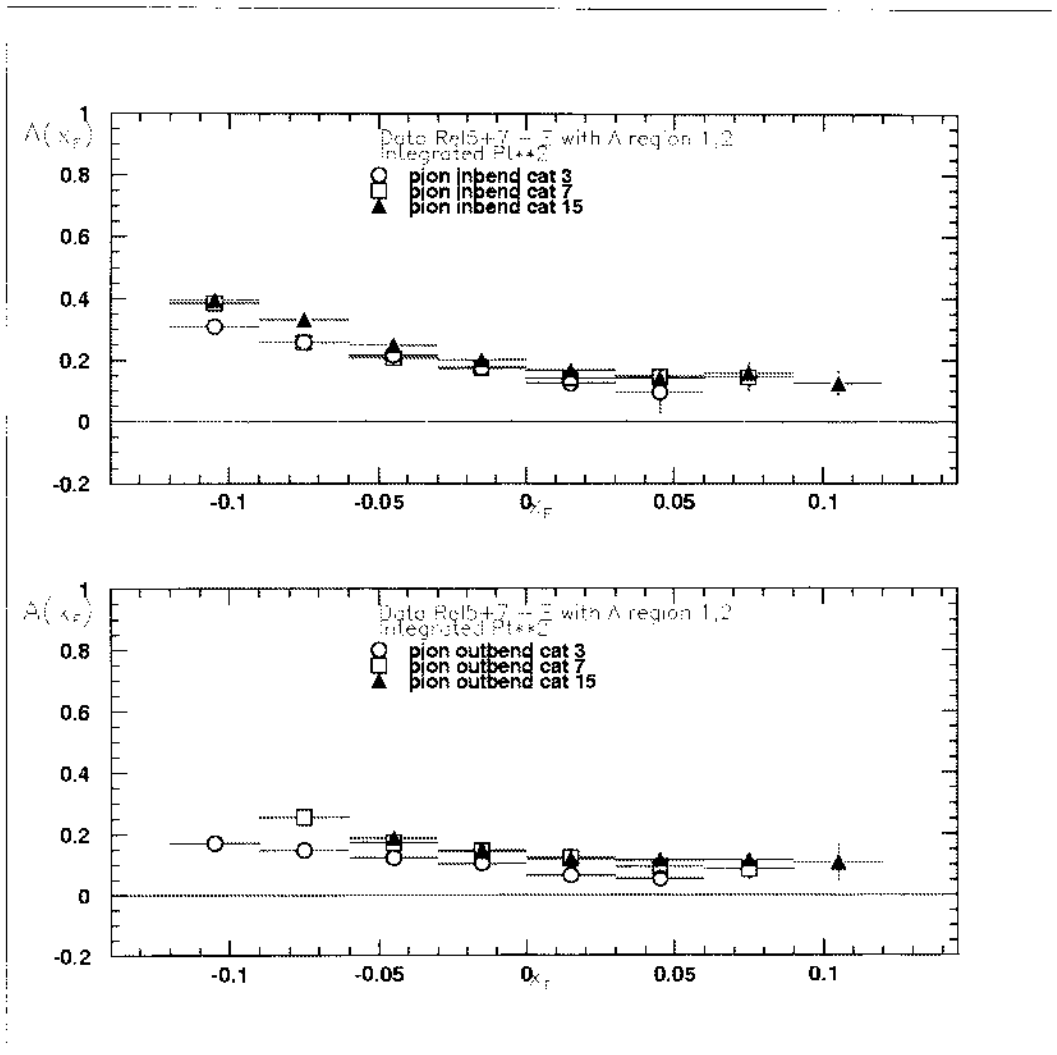 1
A(x_F)
Data Rel5+7 - E with A region 1,2
Integrated Pt**2
0.8
pion inbend cat 3
pion inbend cat 7
pion inbend cat 15
0.6
0.4
0.2
0
-0.2
-0.1 -0.05 0 x_F 0.05 0.1
1
A(x_F)
Data Rel5+7 - E with A region 1,2
Integrated Pt**2
0.8
pion outbend cat 3
pion outbend cat 7
pion outbend cat 15
0.6
0.4
0.2
0
-0.2
-0.1 -0.05 0 x_F 0.05 0.1